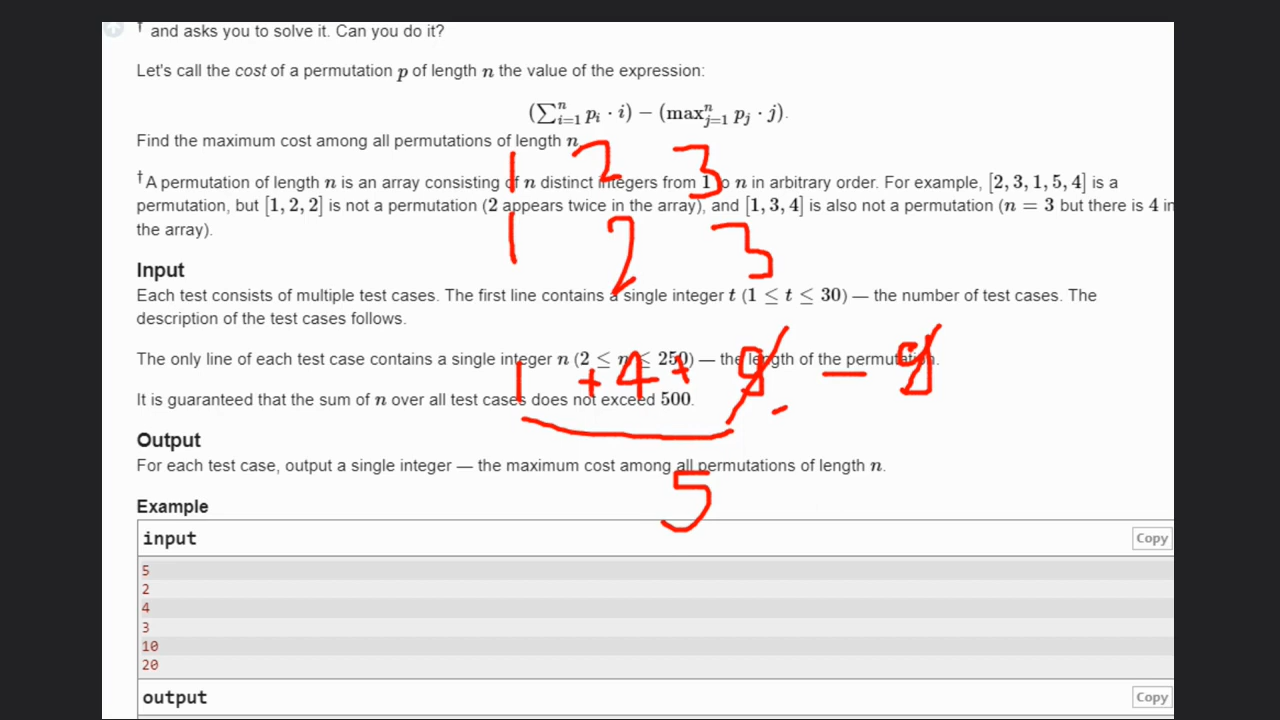 † and asks you to solve it. Can you do it?
Let's call the cost of a permutation p of length n the value of the expression:
(∑ⁿᵢ₌₁ pᵢ · i) − (maxⁿⱼ₌₁ pⱼ · j).
Find the maximum cost among all permutations of length n.
1 2 3
†A permutation of length n is an array consisting of n distinct integers from 1 to n in arbitrary order. For example, [2, 3, 1, 5, 4] is a
permutation, but [1, 2, 2] is not a permutation (2 appears twice in the array), and [1, 3, 4] is also not a permutation (n = 3 but there is 4 in
the array).
1 2 3
Input
Each test consists of multiple test cases. The first line contains a single integer t (1 ≤ t ≤ 30) — the number of test cases. The
description of the test cases follows.
The only line of each test case contains a single integer n (2 ≤ n ≤ 250) — the length of the permutation.
1 + 4 + 9 − 9
It is guaranteed that the sum of n over all test cases does not exceed 500.
Output
For each test case, output a single integer — the maximum cost among all permutations of length n.
5
Example
input
Copy
5
2
4
3
10
20
output
Copy